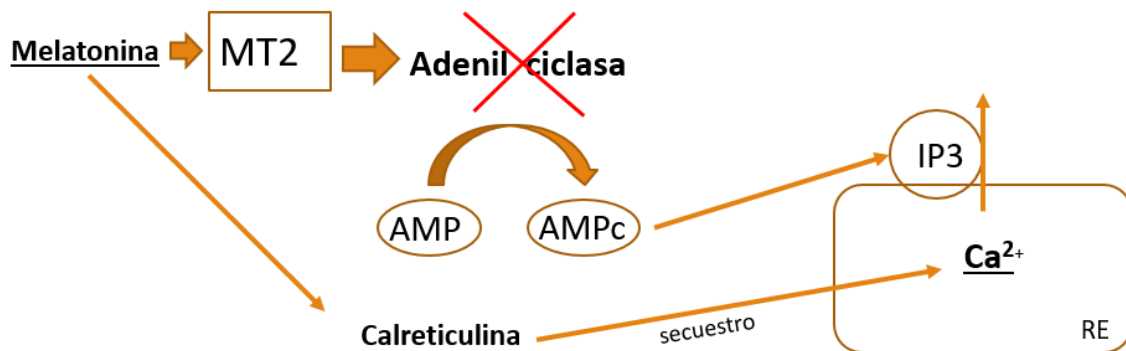 Melatonina
MT2
Adenil ciclasa
IP3
AMP
AMPc
Ca²⁺
Calreticulina
secuestro
RE